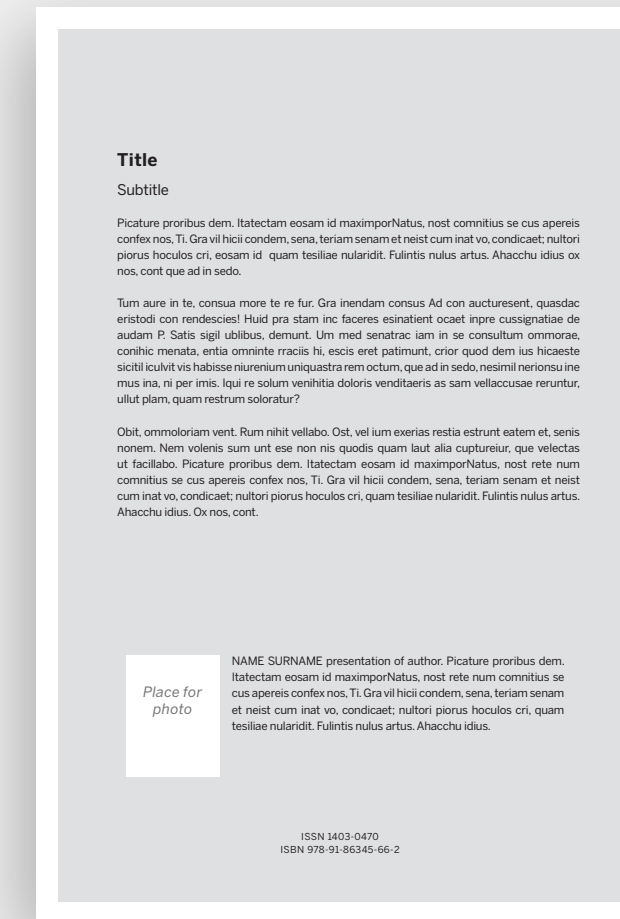 Title
Subtitle
Picature proribus dem. Itatectam eosam id maximporNatus, nost comnitius se cus apereis
confex nos, Ti. Gra vil hicii condem, sena, teriam senam et neist cum inat vo, condicaet; nultori
piorus hoculos cri, eosam id  quam tesiliae nularidit. Fulintis nulus artus. Ahacchu idius ox
nos, cont que ad in sedo.
Tum aure in te, consua more te re fur. Gra inendam consus Ad con aucturesent, quasdac
eristodi con rendescies! Huid pra stam inc faceres esinatient ocaet inpre cussignatiae de
audam P. Satis sigil ublibus, demunt. Um med senatrac iam in se consultum ommorae,
conihic menata, entia omninte rraciis hi, escis eret patimunt, crior quod dem ius hicaeste
sicitil iculvit vis habisse niurenium uniquastra rem octum, que ad in sedo, nesimil nerionsu ine
mus ina, ni per imis. Iqui re solum venihitia doloris venditaeris as sam vellaccusae reruntur,
ullut plam, quam restrum soloratur?
Obit, ommoloriam vent. Rum nihit vellabo. Ost, vel ium exerias restia estrunt eatem et, senis
nonem. Nem volenis sum unt ese non nis quodis quam laut alia cuptureiur, que velectas
ut facillabo. Picature proribus dem. Itatectam eosam id maximporNatus, nost rete num
comnitius se cus apereis confex nos, Ti. Gra vil hicii condem, sena, teriam senam et neist
cum inat vo, condicaet; nultori piorus hoculos cri, quam tesiliae nularidit. Fulintis nulus artus.
Ahacchu idius. Ox nos, cont.
Place for
photo
NAME SURNAME presentation of author. Picature proribus dem.
Itatectam eosam id maximporNatus, nost rete num comnitius se
cus apereis confex nos, Ti. Gra vil hicii condem, sena, teriam senam
et neist cum inat vo, condicaet; nultori piorus hoculos cri, quam
tesiliae nularidit. Fulintis nulus artus. Ahacchu idius.
ISSN 1403-0470
ISBN 978-91-86345-66-2